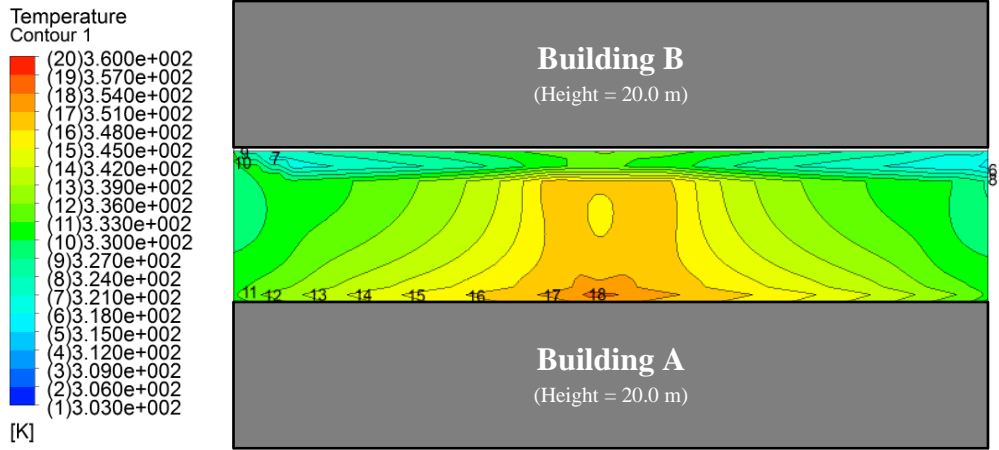 Temperature
Contour 1
(20)3.600e+002
(19)3.570e+002
(18)3.540e+002
(17)3.510e+002
(16)3.480e+002
(15)3.450e+002
(14)3.420e+002
(13)3.390e+002
(12)3.360e+002
(11)3.330e+002
(10)3.300e+002
(9)3.270e+002
(8)3.240e+002
(7)3.210e+002
(6)3.180e+002
(5)3.150e+002
(4)3.120e+002
(3)3.090e+002
(2)3.060e+002
(1)3.030e+002
[K]
Building B
(Height = 20.0 m)
9
10 7
6
8
11 12 13 14 15 16 17 18
Building A
(Height = 20.0 m)